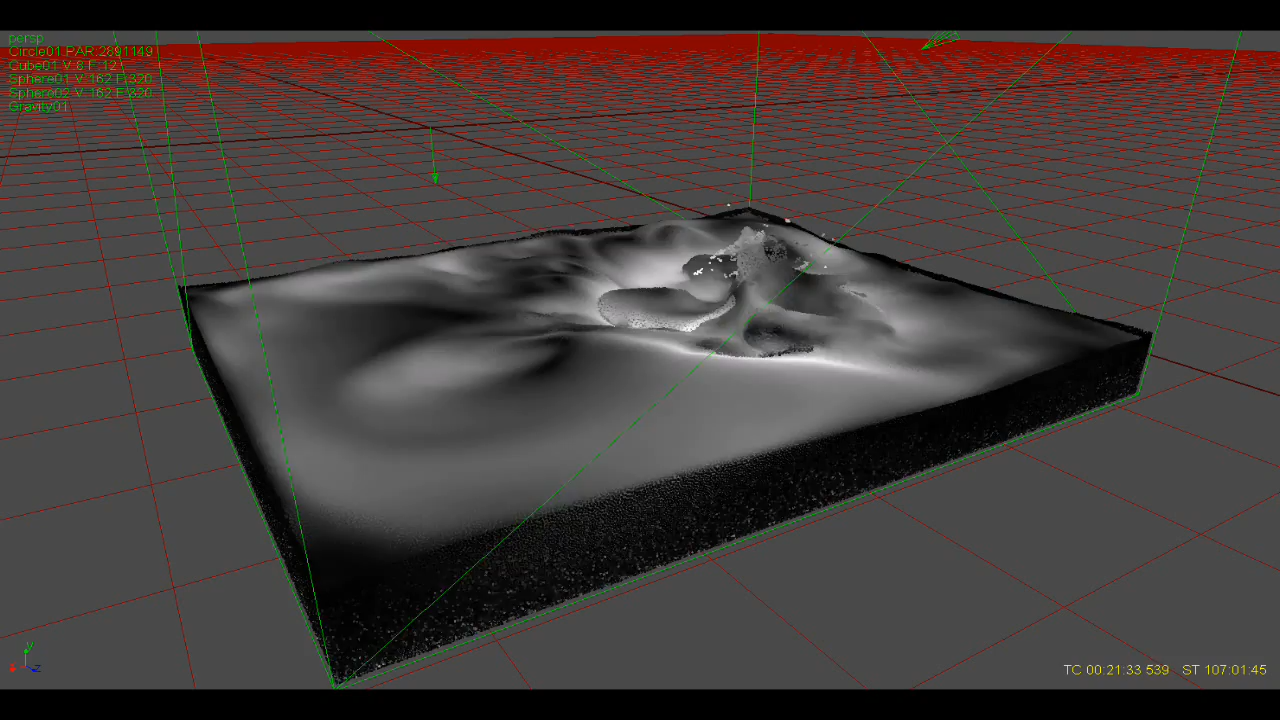 persp
Circle01 PAR:2891149
Cube01 V:8 F:12
Sphere01 V:162 F:320
Sphere02 V:162 F:320
Gravity01
y
x
z
TC 00:21:33 539 ST 107:01:45